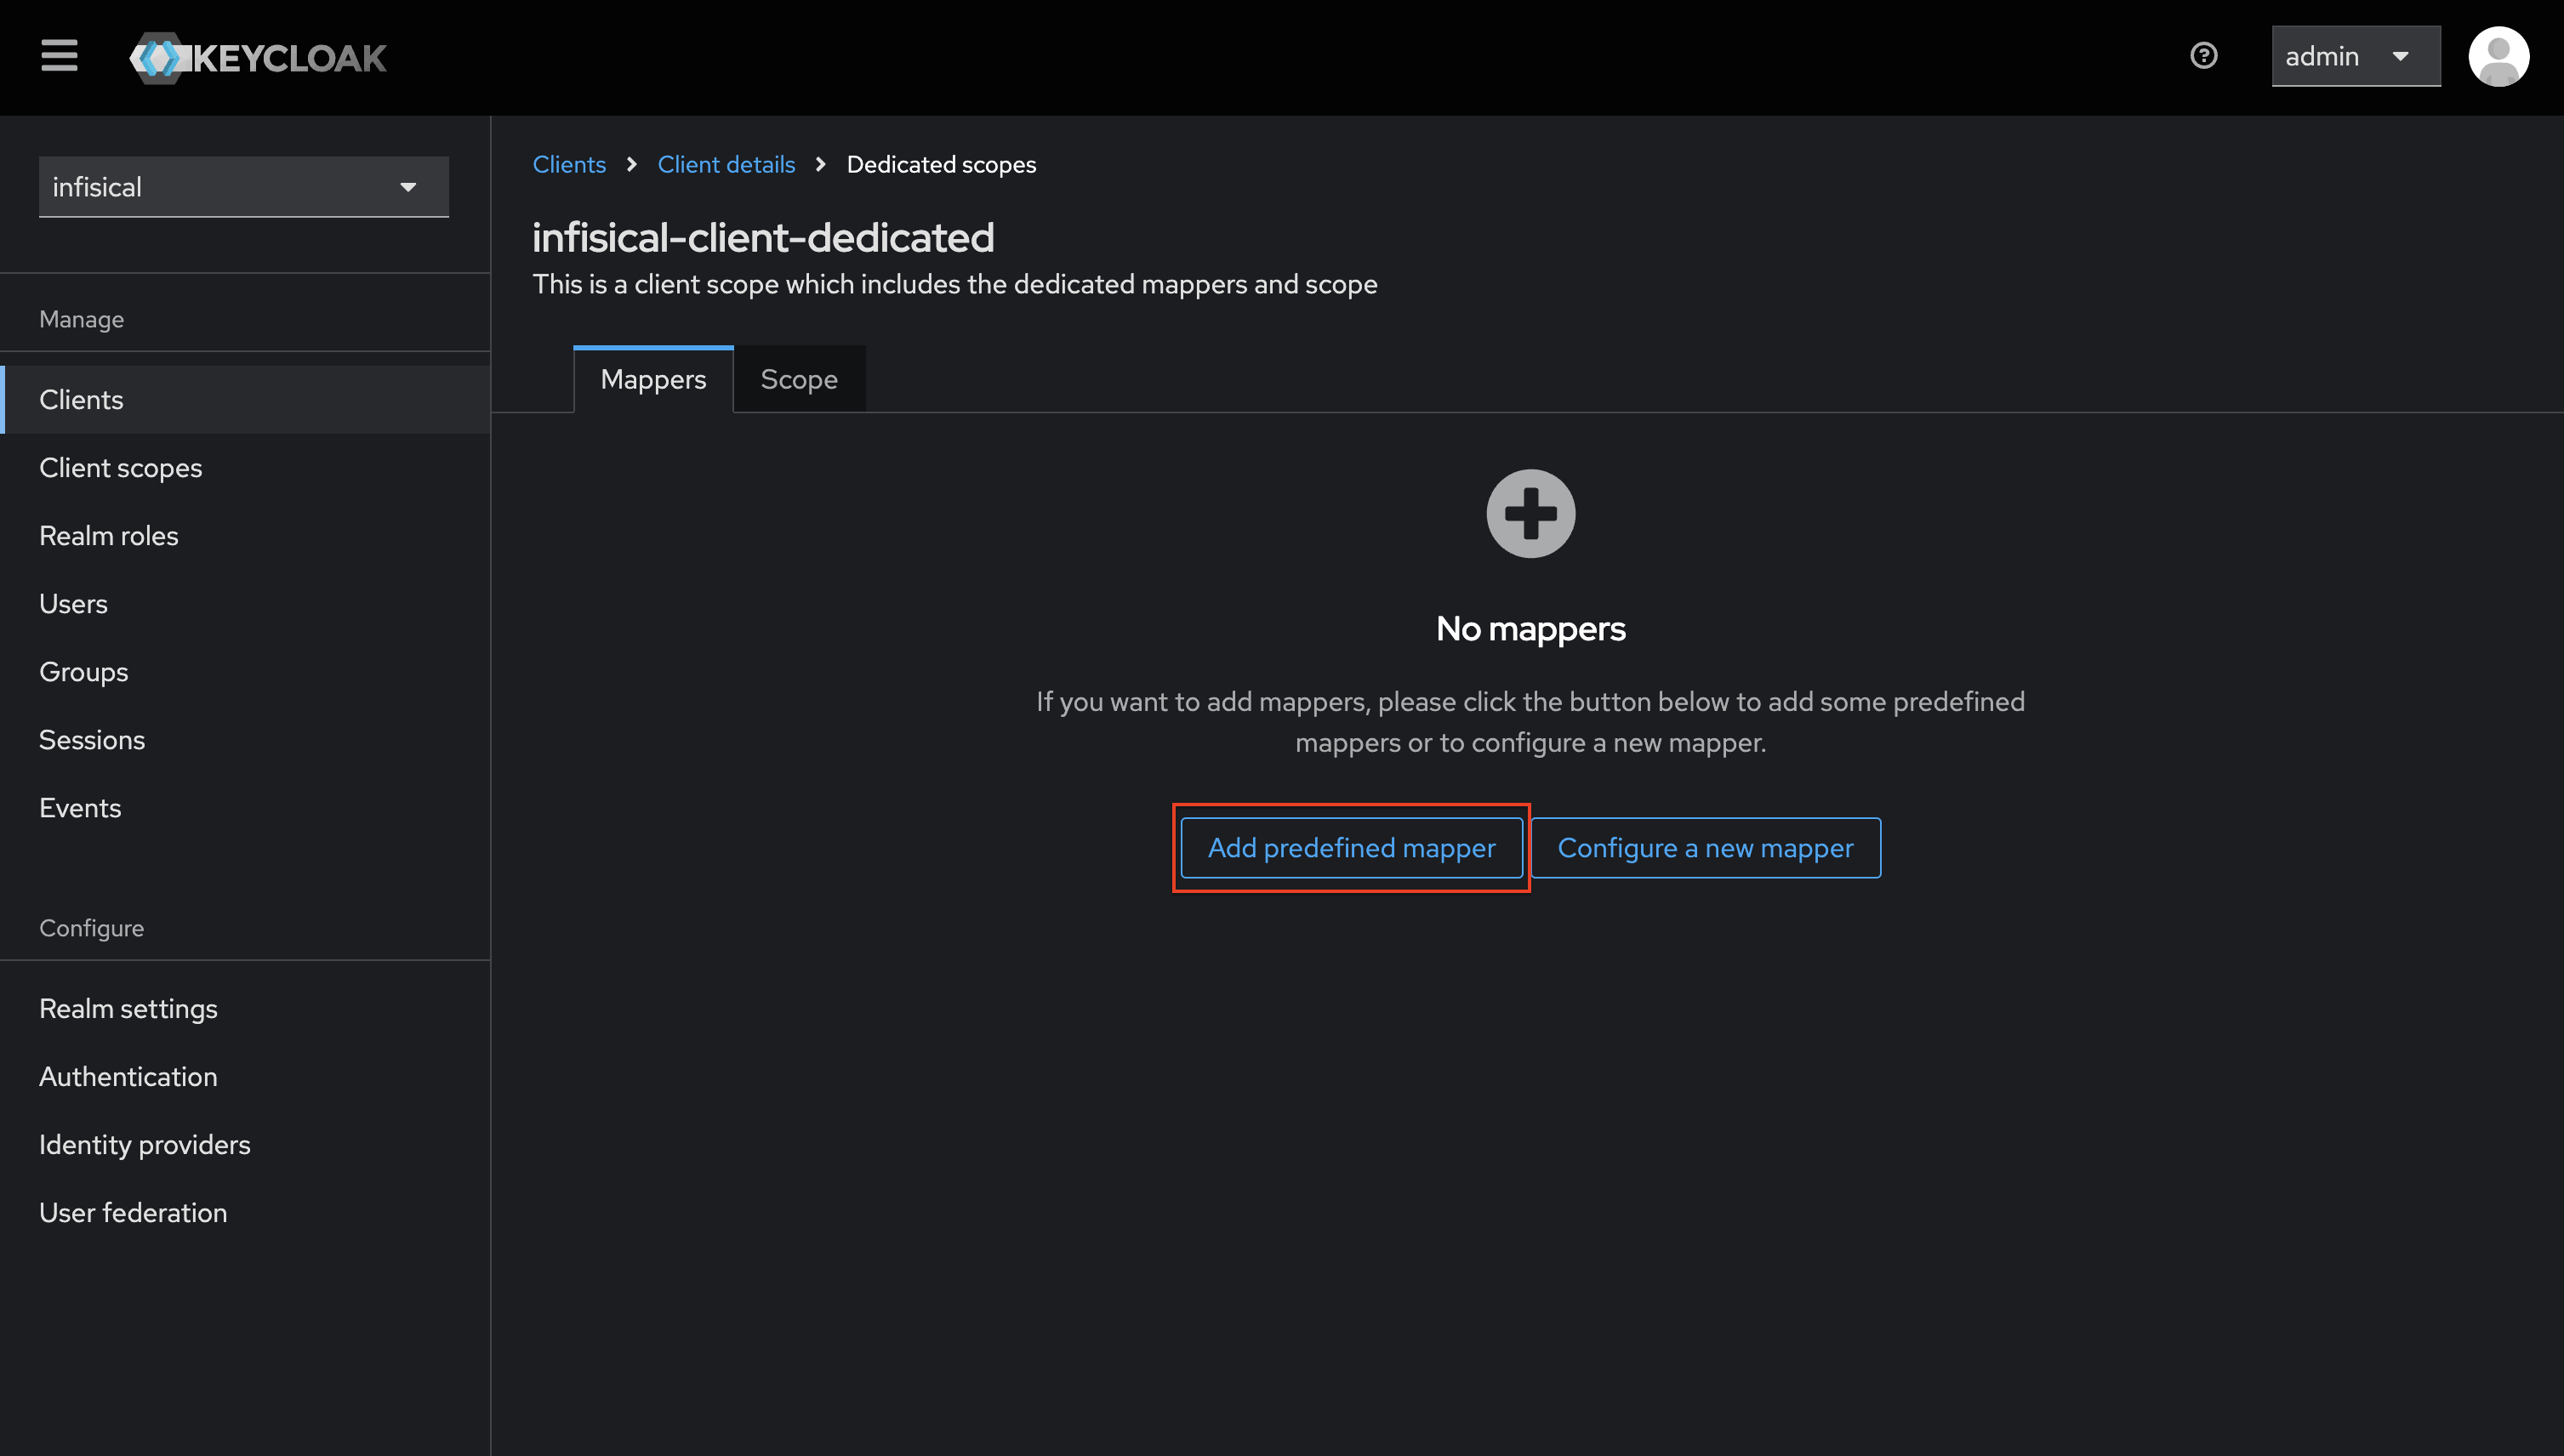 KEYCLOAK
admin
infisical
Manage
Clients
Client scopes
Realm roles
Users
Groups
Sessions
Events
Configure
Realm settings
Authentication
Identity providers
User federation
Clients > Client details > Dedicated scopes
infisical-client-dedicated
This is a client scope which includes the dedicated mappers and scope
Mappers Scope
No mappers
If you want to add mappers, please click the button below to add some predefined
mappers or to configure a new mapper.
Add predefined mapper Configure a new mapper